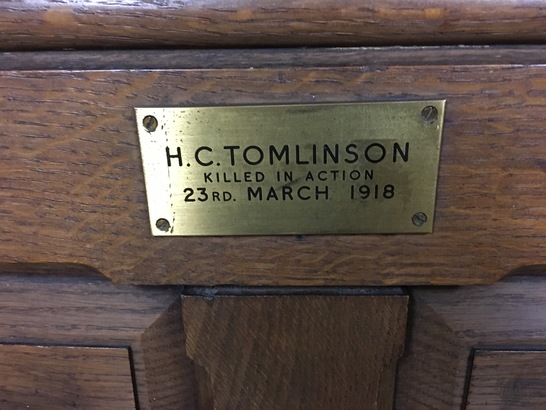 H.C. TOMLINSON
KILLED IN ACTION
23RD. MARCH 1918